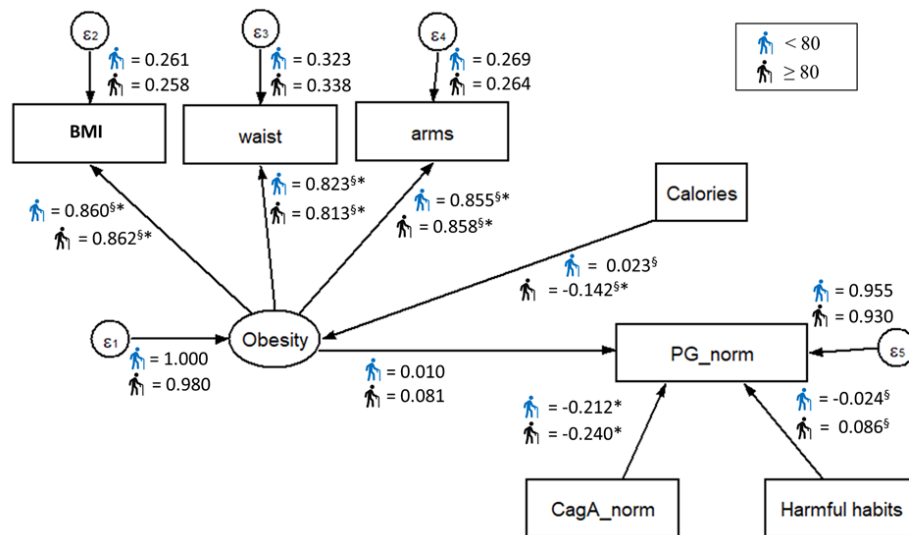 ε2
ε3
ε4
= 0.261
= 0.258
= 0.323
= 0.338
= 0.269
= 0.264
< 80
≥ 80
BMI
waist
arms
= 0.860§*
= 0.862§*
= 0.823§*
= 0.813§*
= 0.855§*
= 0.858§*
Calories
= 0.023§
= -0.142§*
ε1
= 1.000
= 0.980
Obesity
= 0.010
= 0.081
PG_norm
= 0.955
= 0.930
ε5
= -0.212*
= -0.240*
= -0.024§
= 0.086§
CagA_norm
Harmful habits